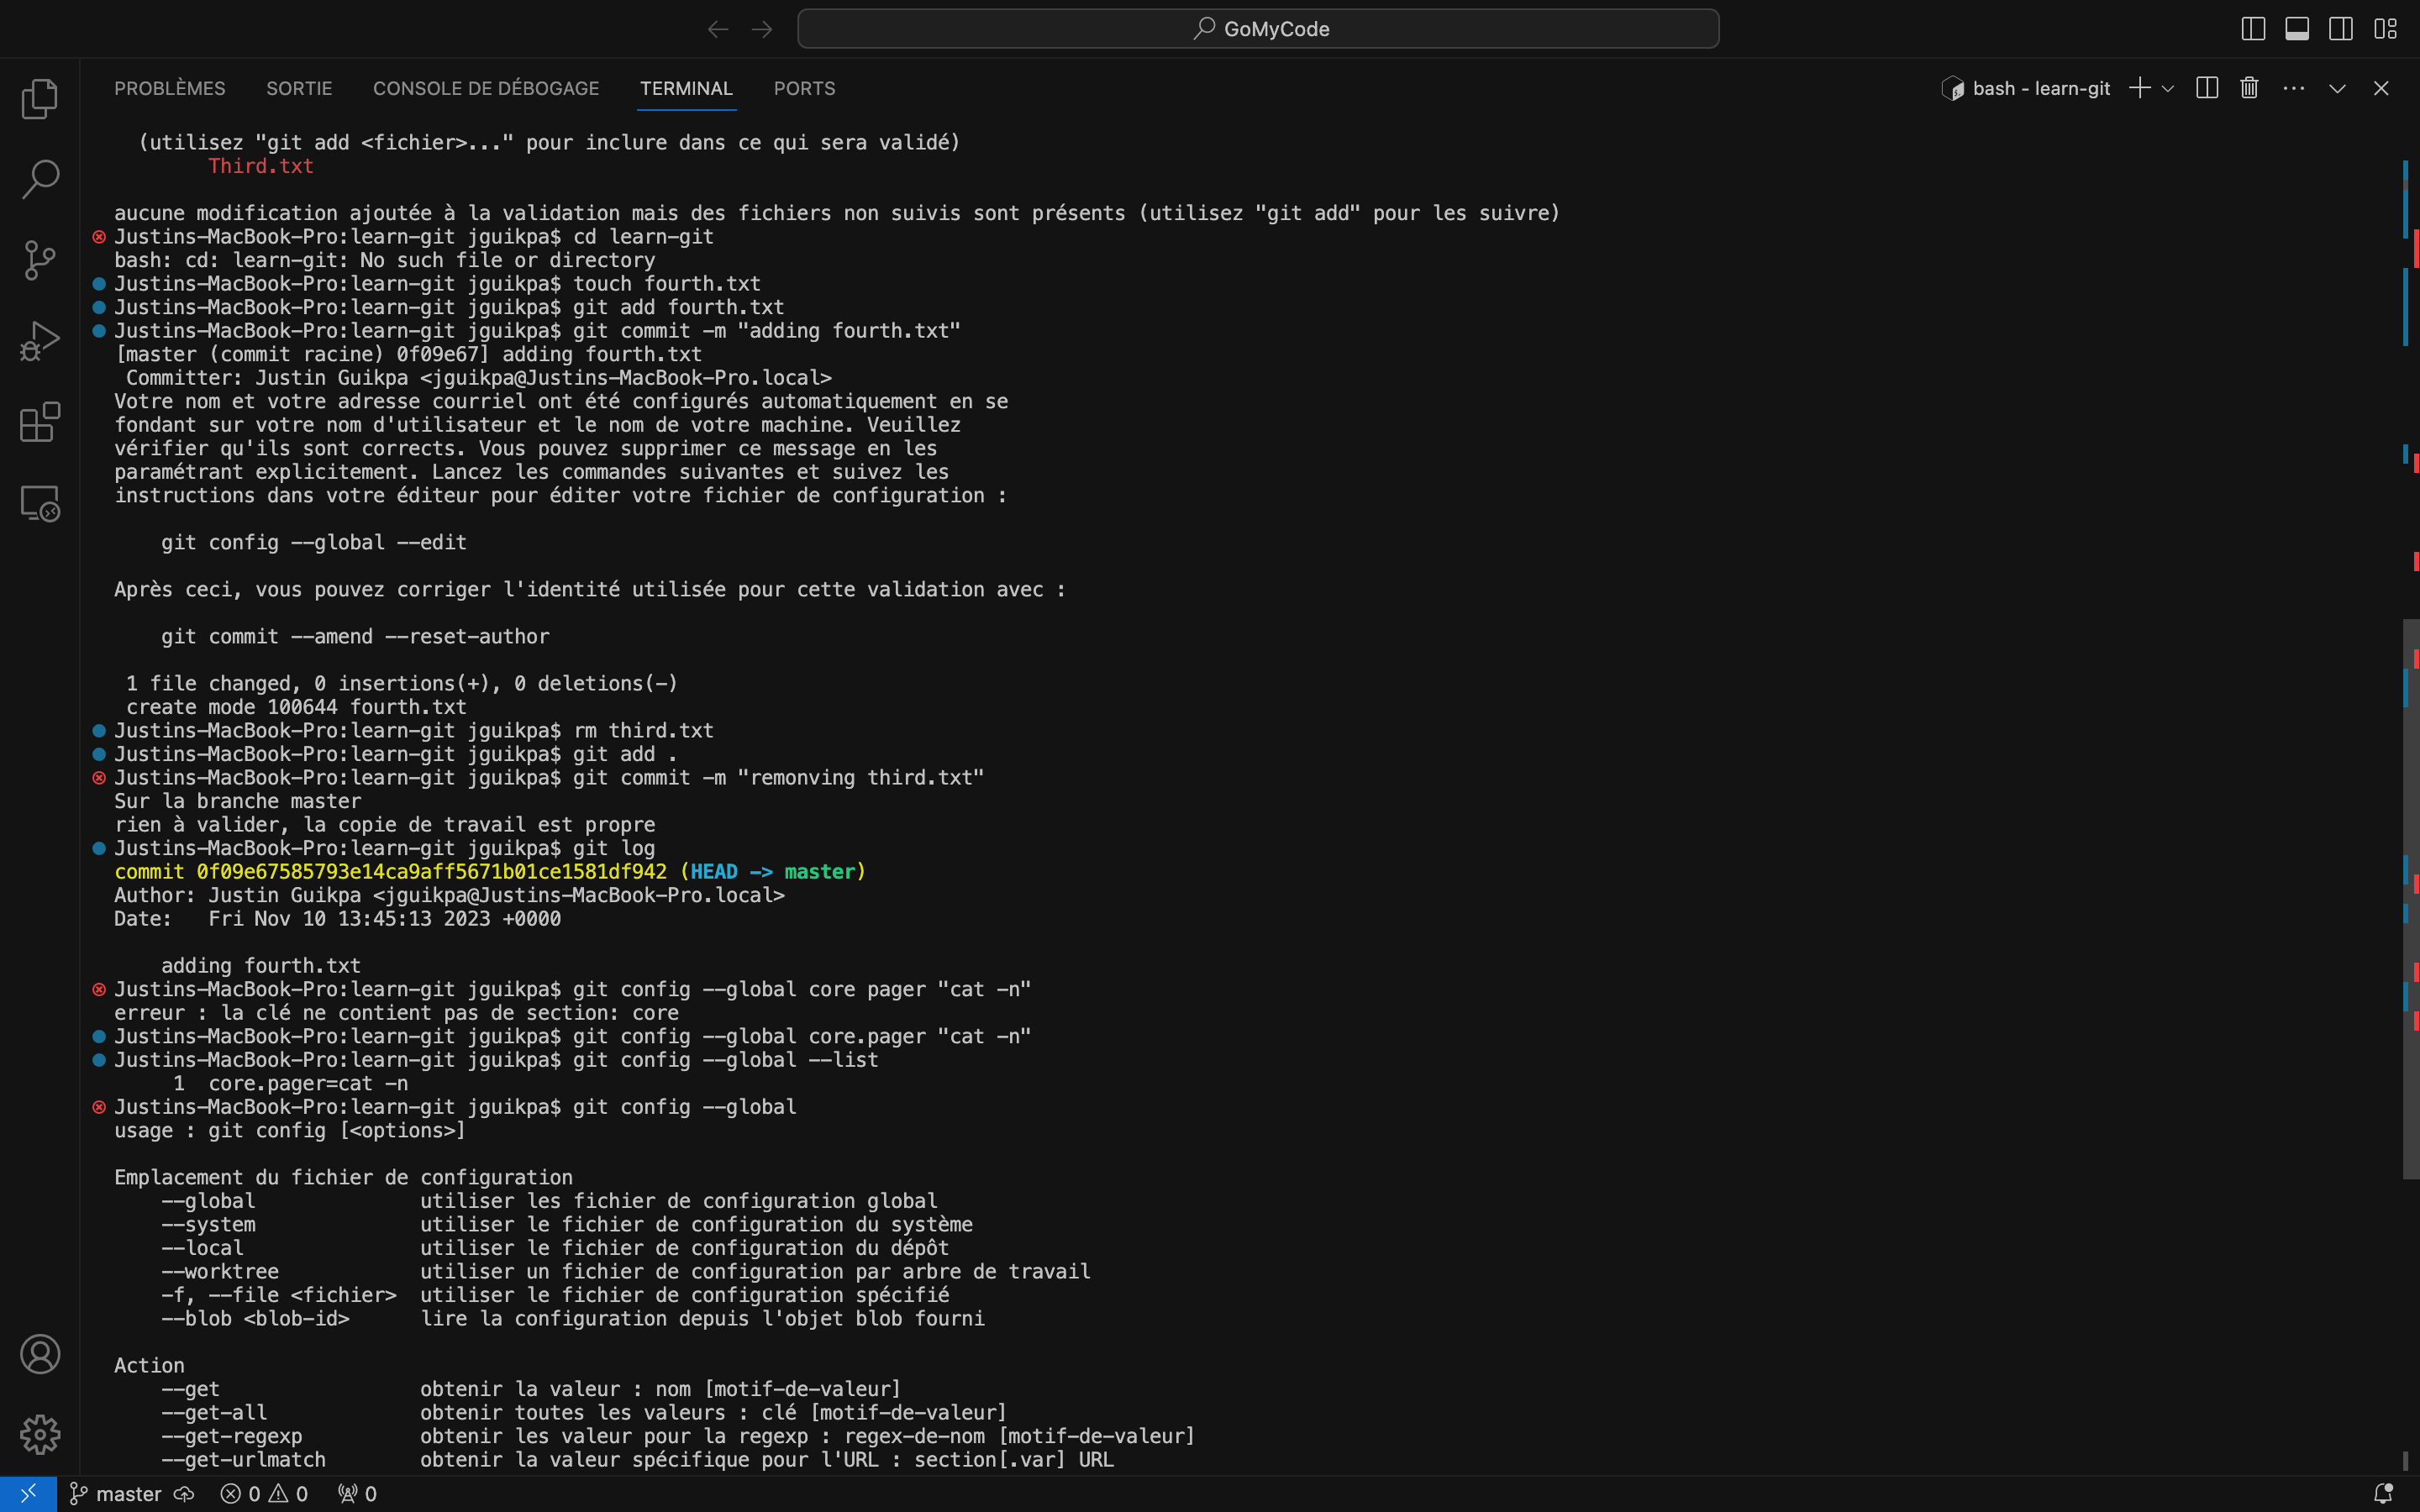 GoMyCode
PROBLÈMES SORTIE CONSOLE DE DÉBOGAGE TERMINAL PORTS bash - learn-git
(utilisez "git add <fichier>..." pour inclure dans ce qui sera validé)
Third.txt
aucune modification ajoutée à la validation mais des fichiers non suivis sont présents (utilisez "git add" pour les suivre)
Justins-MacBook-Pro:learn-git jguikpa$ cd learn-git
bash: cd: learn-git: No such file or directory
Justins-MacBook-Pro:learn-git jguikpa$ touch fourth.txt
Justins-MacBook-Pro:learn-git jguikpa$ git add fourth.txt
Justins-MacBook-Pro:learn-git jguikpa$ git commit -m "adding fourth.txt"
[master (commit racine) 0f09e67] adding fourth.txt
Committer: Justin Guikpa <jguikpa@Justins-MacBook-Pro.local>
Votre nom et votre adresse courriel ont été configurés automatiquement en se
fondant sur votre nom d'utilisateur et le nom de votre machine. Veuillez
vérifier qu'ils sont corrects. Vous pouvez supprimer ce message en les
paramétrant explicitement. Lancez les commandes suivantes et suivez les
instructions dans votre éditeur pour éditer votre fichier de configuration :
git config --global --edit
Après ceci, vous pouvez corriger l'identité utilisée pour cette validation avec :
git commit --amend --reset-author
1 file changed, 0 insertions(+), 0 deletions(-)
create mode 100644 fourth.txt
Justins-MacBook-Pro:learn-git jguikpa$ rm third.txt
Justins-MacBook-Pro:learn-git jguikpa$ git add .
Justins-MacBook-Pro:learn-git jguikpa$ git commit -m "remonving third.txt"
Sur la branche master
rien à valider, la copie de travail est propre
Justins-MacBook-Pro:learn-git jguikpa$ git log
commit 0f09e67585793e14ca9aff5671b01ce1581df942 (HEAD -> master)
Author: Justin Guikpa <jguikpa@Justins-MacBook-Pro.local>
Date:   Fri Nov 10 13:45:13 2023 +0000
adding fourth.txt
Justins-MacBook-Pro:learn-git jguikpa$ git config --global core pager "cat -n"
erreur : la clé ne contient pas de section: core
Justins-MacBook-Pro:learn-git jguikpa$ git config --global core.pager "cat -n"
Justins-MacBook-Pro:learn-git jguikpa$ git config --global --list
1  core.pager=cat -n
Justins-MacBook-Pro:learn-git jguikpa$ git config --global
usage : git config [<options>]
Emplacement du fichier de configuration
--global              utiliser les fichier de configuration global
--system              utiliser le fichier de configuration du système
--local               utiliser le fichier de configuration du dépôt
--worktree            utiliser un fichier de configuration par arbre de travail
-f, --file <fichier>  utiliser le fichier de configuration spécifié
--blob <blob-id>      lire la configuration depuis l'objet blob fourni
Action
--get                 obtenir la valeur : nom [motif-de-valeur]
--get-all             obtenir toutes les valeurs : clé [motif-de-valeur]
--get-regexp          obtenir les valeur pour la regexp : regex-de-nom [motif-de-valeur]
--get-urlmatch        obtenir la valeur spécifique pour l'URL : section[.var] URL
master 0 0 0